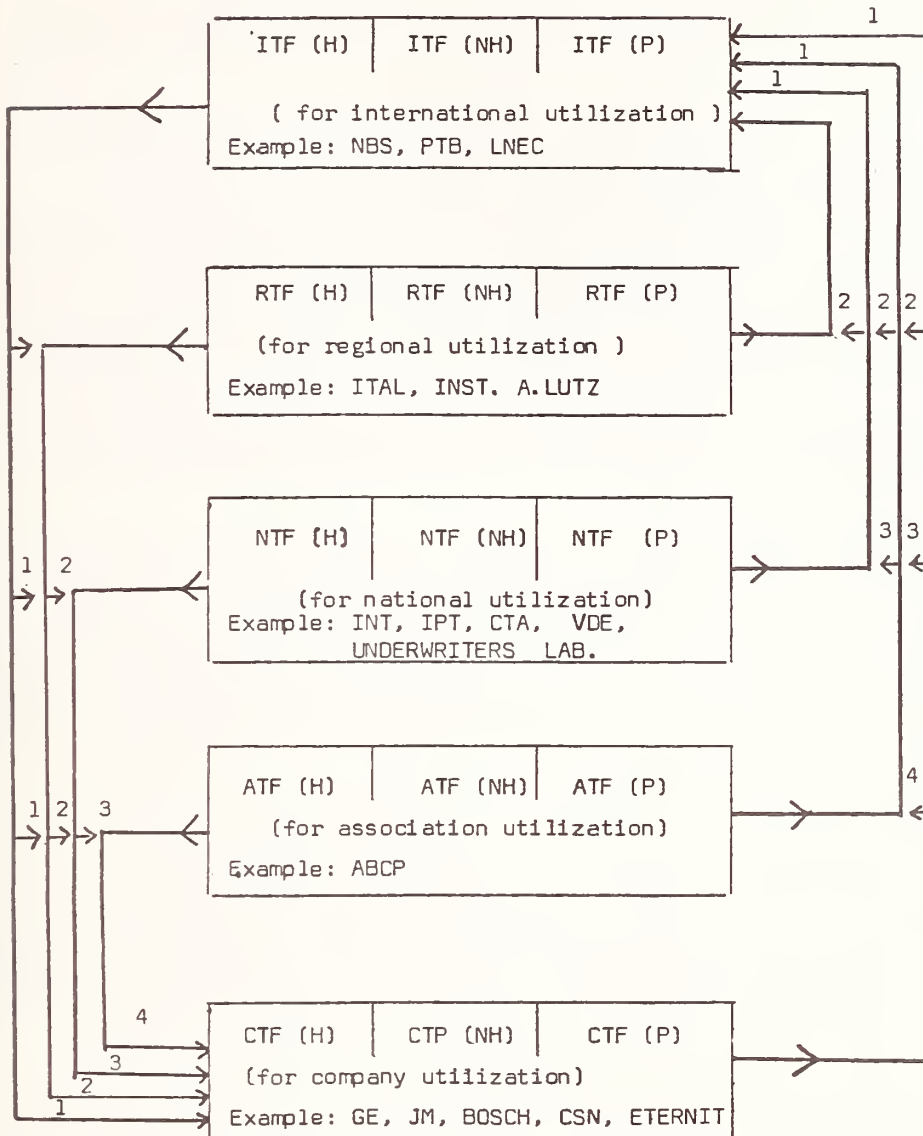 1
ITF (H) ITF (NH) ITF (P)
1
1
( for international utilization )
Example: NBS, PTB, LNEC
RTF (H) RTF (NH) RTF (P)
2 2 2
(for regional utilization )
Example: ITAL, INST. A.LUTZ
NTF (H) NTF (NH) NTF (P)
3 3
1 2
(for national utilization)
Example: INT, IPT, CTA, VDE,
UNDERWRITERS LAB.
ATF (H) ATF (NH) ATF (P)
4
1 2 3
(for association utilization)
Example: ABCP
4
CTF (H) CTP (NH) CTF (P)
3
(for company utilization)
2
1
Example: GE, JM, BOSCH, CSN, ETERNIT